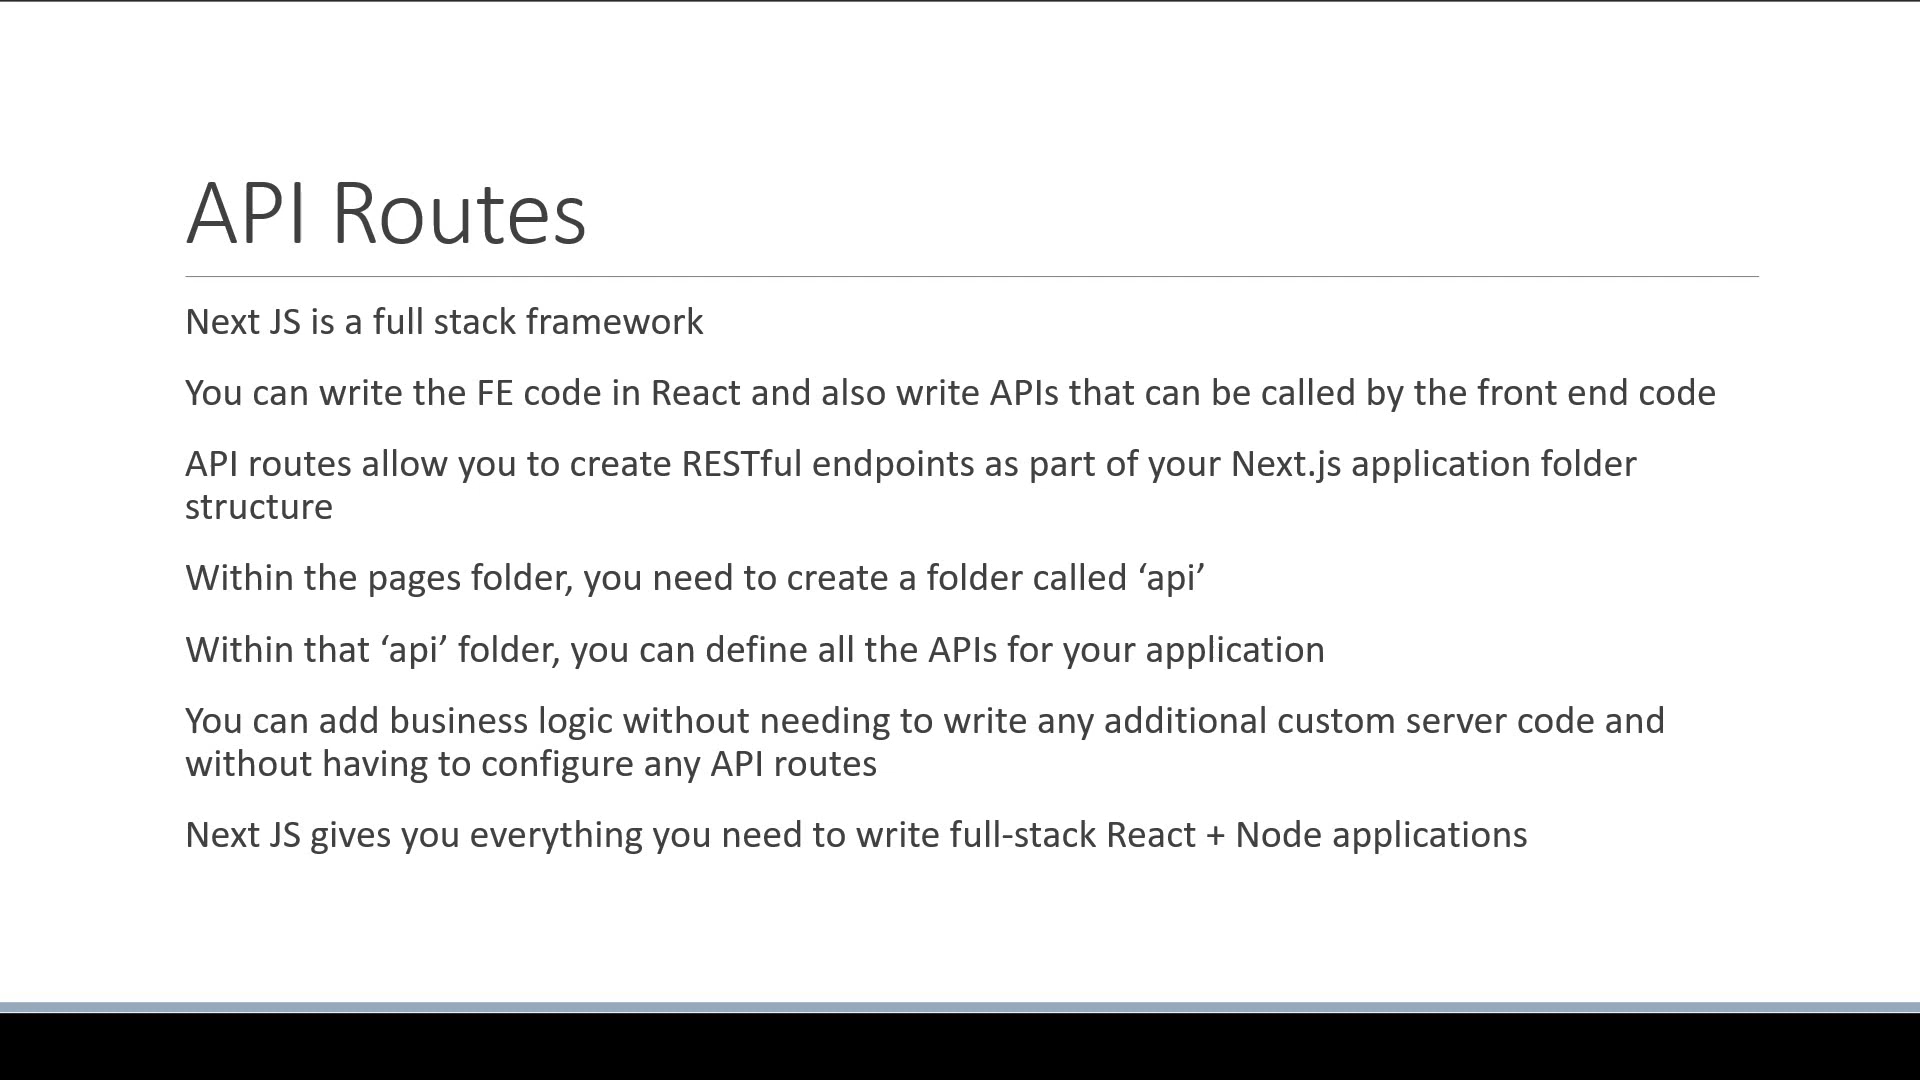 API Routes
Next JS is a full stack framework
You can write the FE code in React and also write APIs that can be called by the front end code
API routes allow you to create RESTful endpoints as part of your Next.js application folder
structure
Within the pages folder, you need to create a folder called ‘api’
Within that ‘api’ folder, you can define all the APIs for your application
You can add business logic without needing to write any additional custom server code and
without having to configure any API routes
Next JS gives you everything you need to write full-stack React + Node applications